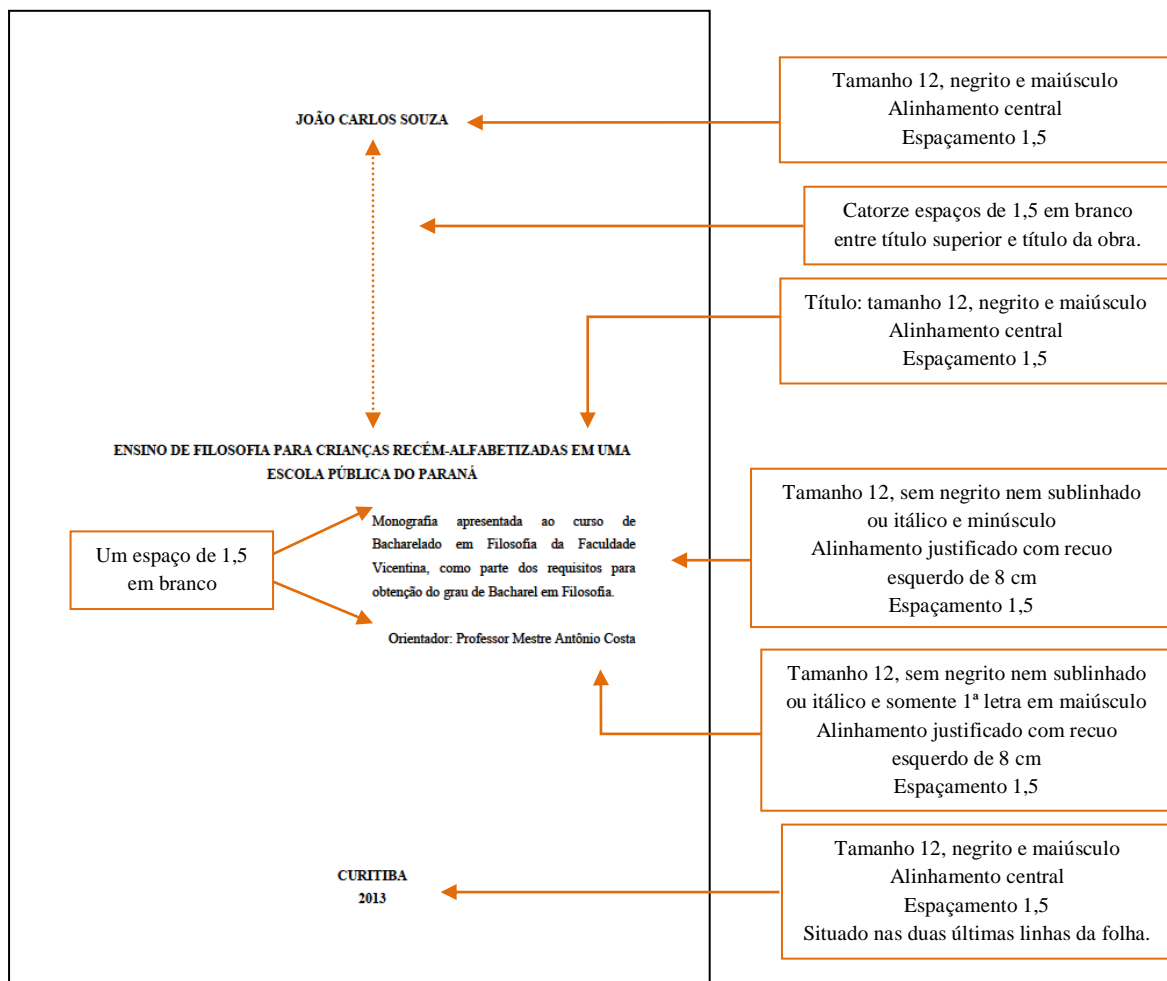 JOÃO CARLOS SOUZA
Tamanho 12, negrito e maiúsculo
Alinhamento central
Espaçamento 1,5
Catorze espaços de 1,5 em branco
entre título superior e título da obra.
Título: tamanho 12, negrito e maiúsculo
Alinhamento central
Espaçamento 1,5
ENSINO DE FILOSOFIA PARA CRIANÇAS RECÉM-ALFABETIZADAS EM UMA
ESCOLA PÚBLICA DO PARANÁ
Um espaço de 1,5
em branco
Monografia apresentada ao curso de
Bacharelado em Filosofia da Faculdade
Vicentina, como parte dos requisitos para
obtenção do grau de Bacharel em Filosofia.
Tamanho 12, sem negrito nem sublinhado
ou itálico e minúsculo
Alinhamento justificado com recuo
esquerdo de 8 cm
Espaçamento 1,5
Orientador: Professor Mestre Antônio Costa
Tamanho 12, sem negrito nem sublinhado
ou itálico e somente 1ª letra em maiúsculo
Alinhamento justificado com recuo
esquerdo de 8 cm
Espaçamento 1,5
CURITIBA
2013
Tamanho 12, negrito e maiúsculo
Alinhamento central
Espaçamento 1,5
Situado nas duas últimas linhas da folha.